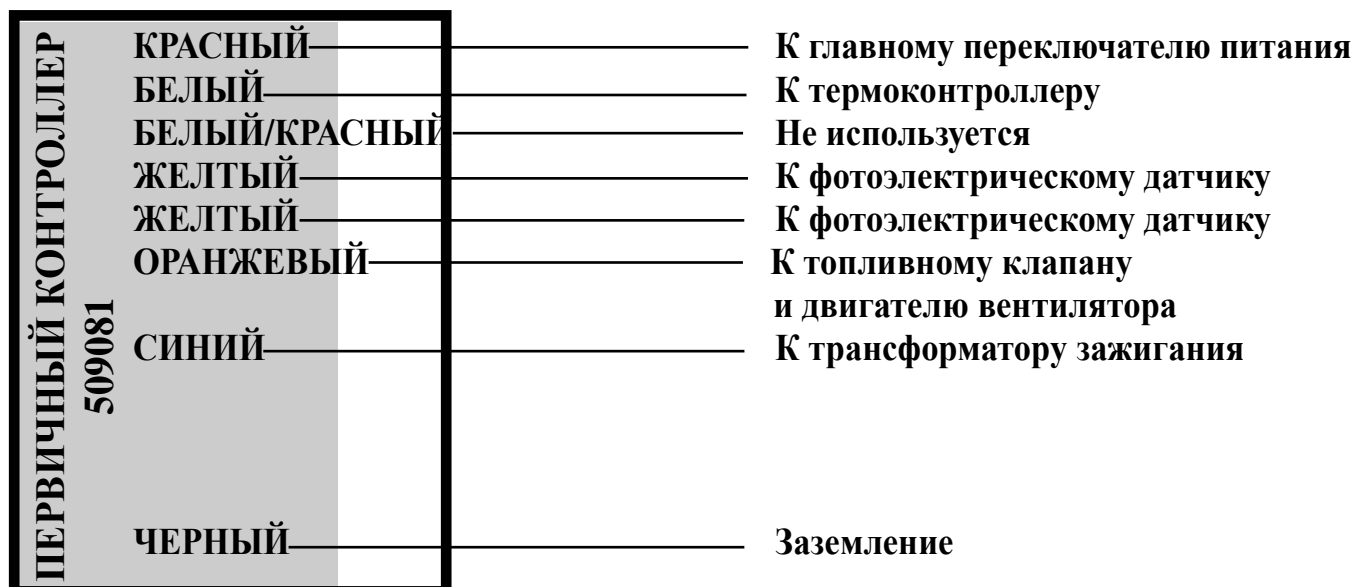 ПЕРВИЧНЫЙ КОНТРОЛЛЕР
509081
КРАСНЫЙ К главному переключателю питания
БЕЛЫЙ К термоконтроллеру
БЕЛЫЙ/КРАСНЫЙ Не используется
ЖЕЛТЫЙ К фотоэлектрическому датчику
ЖЕЛТЫЙ К фотоэлектрическому датчику
ОРАНЖЕВЫЙ К топливному клапану
и двигателю вентилятора
СИНИЙ К трансформатору зажигания
ЧЕРНЫЙ Заземление